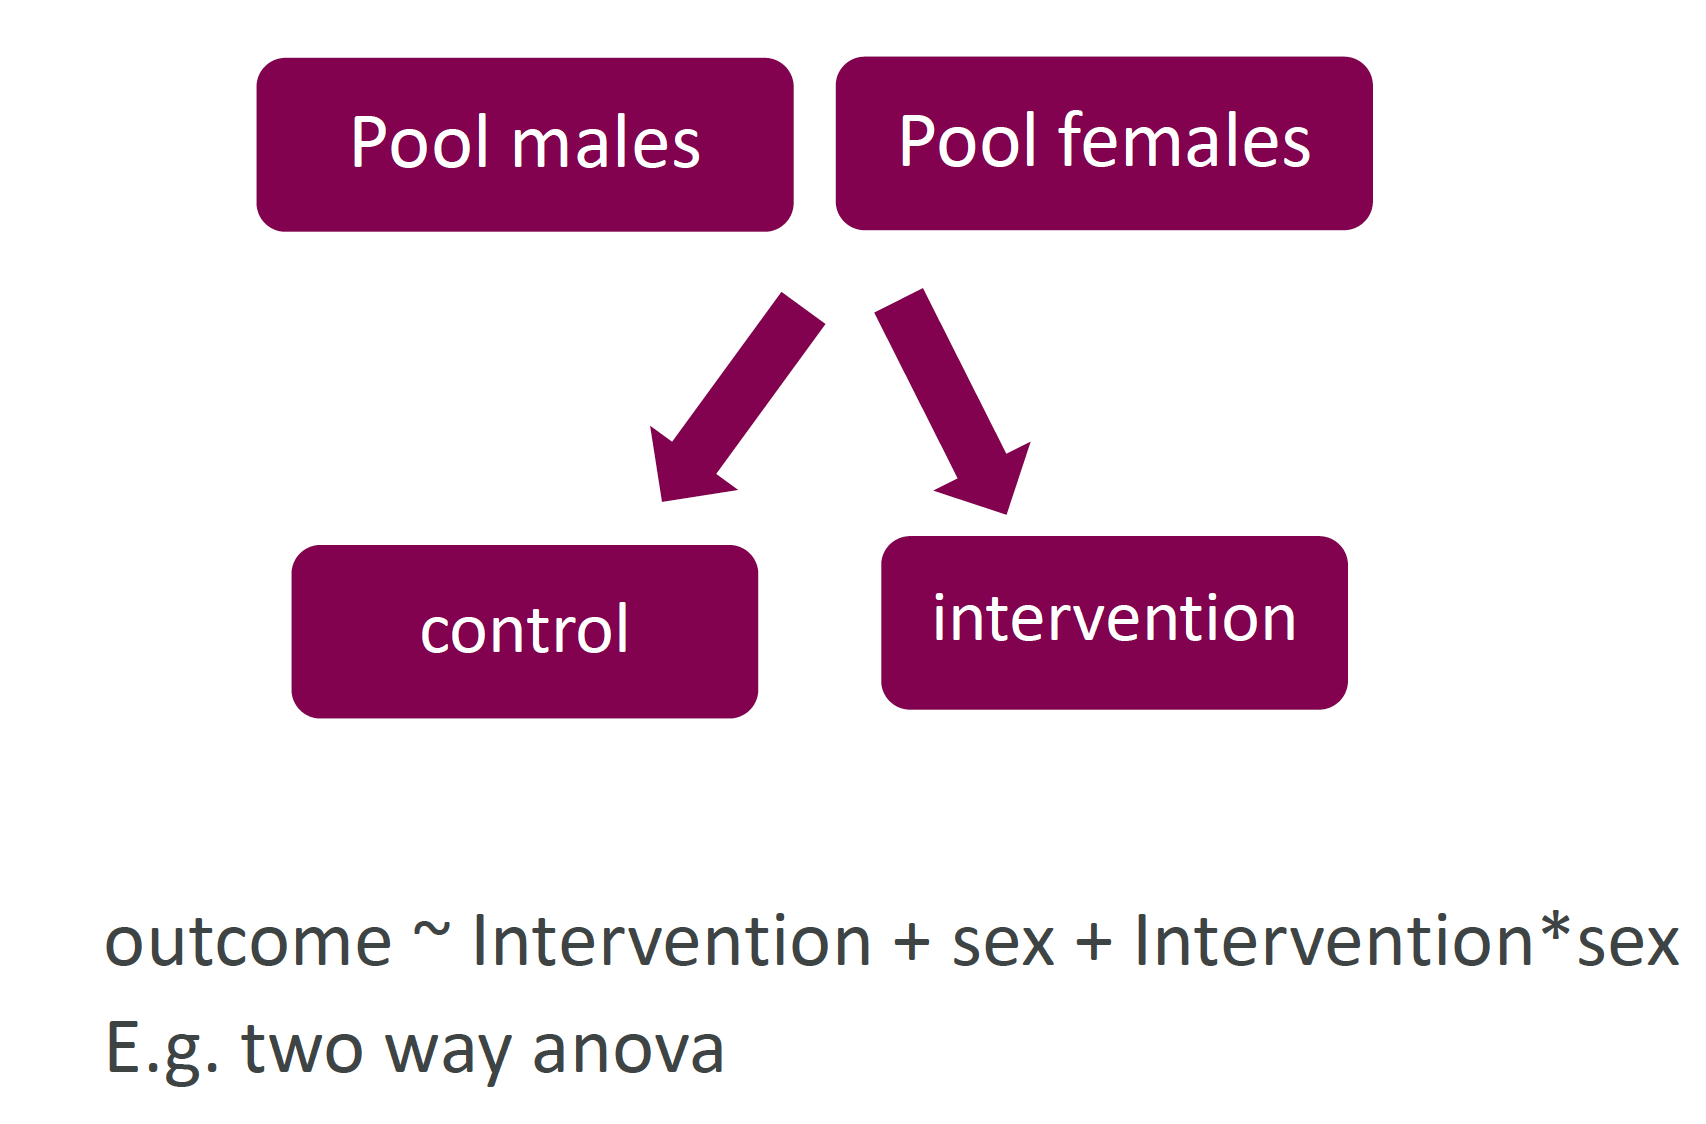 Pool males
Pool females
control
intervention
outcome ~ Intervention + sex + Intervention*sex
E.g. two way anova